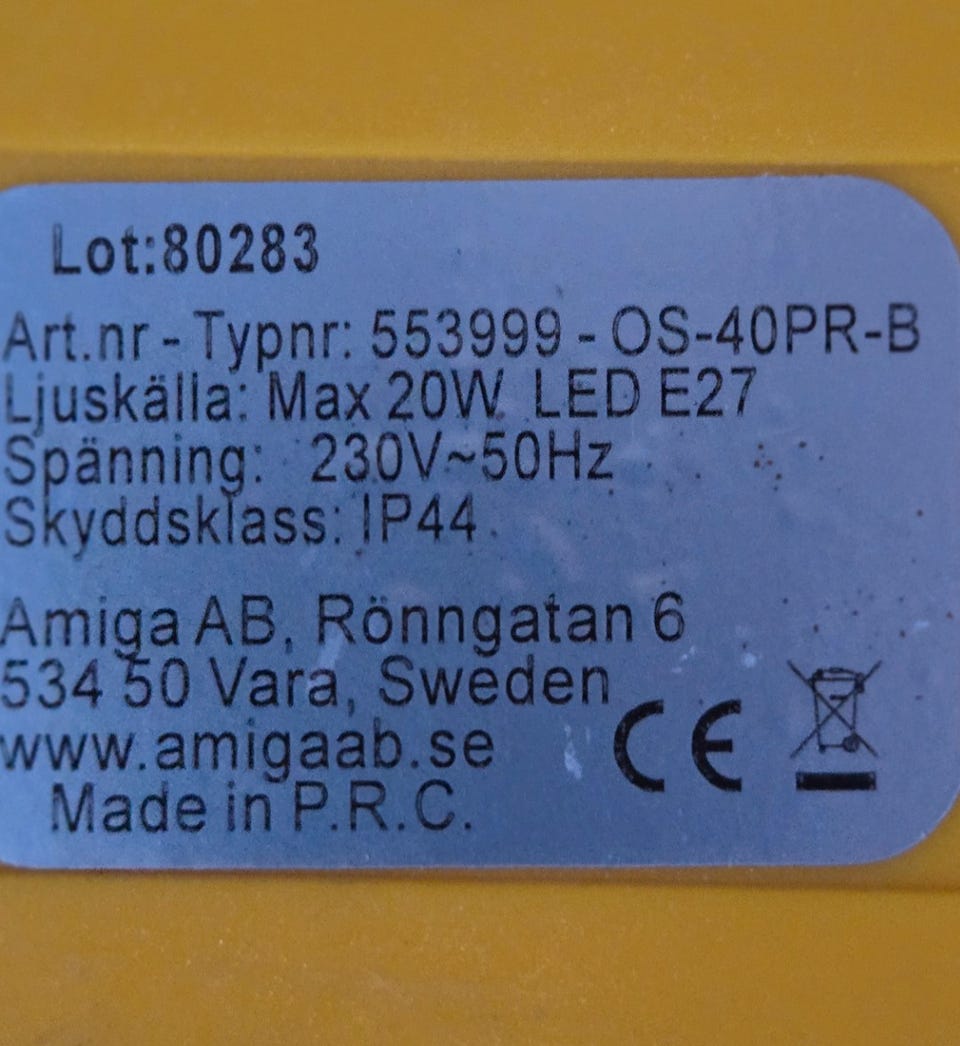 Lot:80283
Art.nr - Typnr: 553999 - OS-40PR-B
Ljuskälla: Max 20W LED E27
Spänning: 230V~50Hz
Skyddsklass: IP44
Amiga AB, Rönngatan 6
534 50 Vara, Sweden
www.amigaab.se
CE
Made in P.R.C.